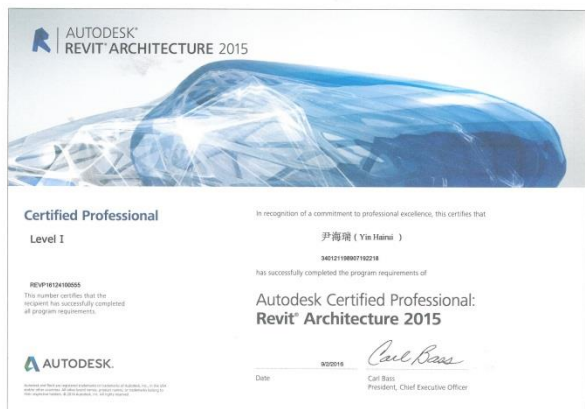 AUTODESK®
REVIT® ARCHITECTURE 2015
Certified Professional
Level I
REVP16124100555
This number certifies that the
recipient has successfully completed
all program requirements.
AUTODESK.
In recognition of a commitment to professional excellence, this certifies that
尹海瑞 ( Yin Hairui )
340121198907192218
has successfully completed the program requirements of
Autodesk Certified Professional:
Revit® Architecture 2015
9/2/2016
Carl Bass
Date
Carl Bass
President, Chief Executive Officer